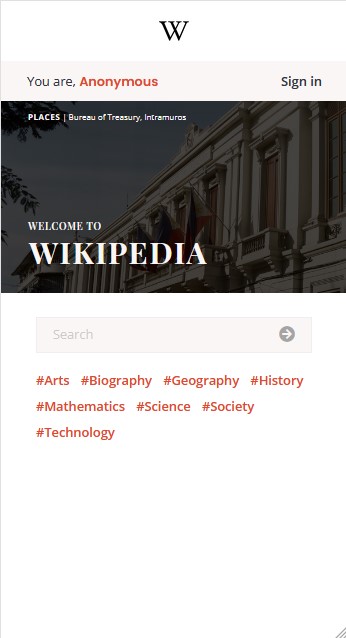 W
You are, Anonymous Sign in
PLACES | Bureau of Treasury, Intramuros
WELCOME TO
WIKIPEDIA
Search
#Arts #Biography #Geography #History
#Mathematics #Science #Society
#Technology